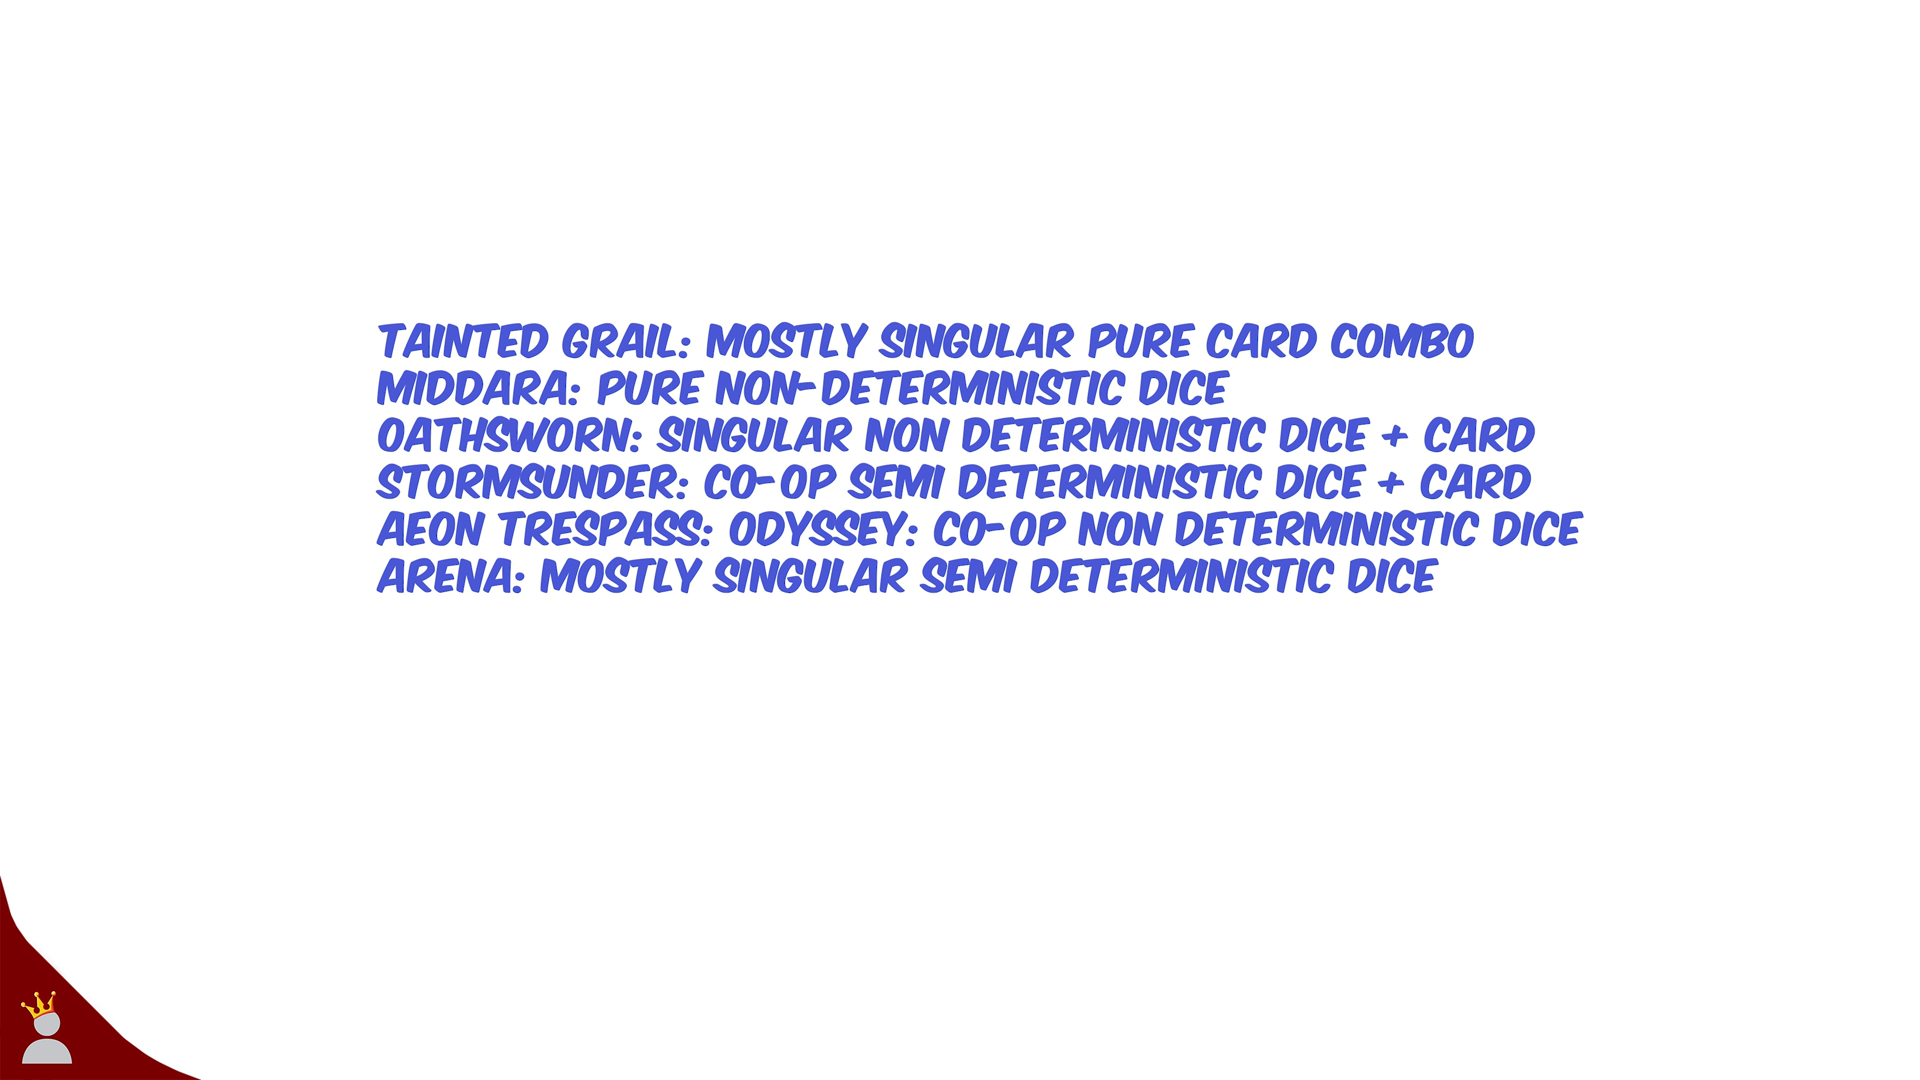 TAINTED GRAIL: MOSTLY SINGULAR PURE CARD COMBO
MIDDARA: PURE NON-DETERMINISTIC DICE
OATHSWORN: SINGULAR NON DETERMINISTIC DICE + CARD
STORMSUNDER: CO-OP SEMI DETERMINISTIC DICE + CARD
AEON TRESPASS: ODYSSEY: CO-OP NON DETERMINISTIC DICE
ARENA: MOSTLY SINGULAR SEMI DETERMINISTIC DICE